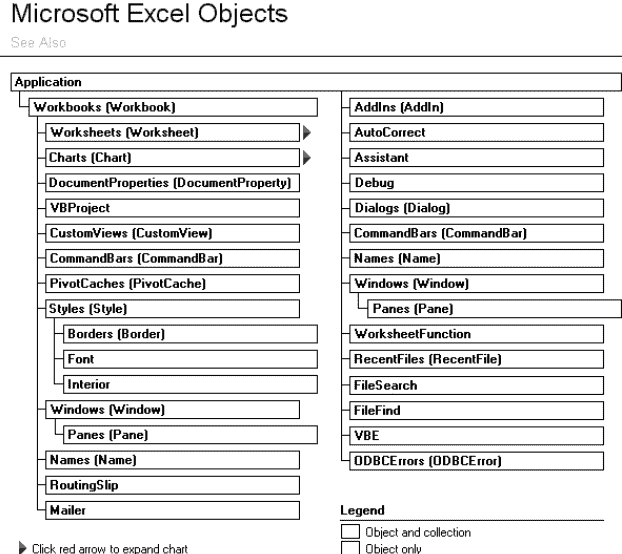 Microsoft Excel Objects
See Also
Application
Workbooks (Workbook)
Worksheets (Worksheet)
Charts (Chart)
DocumentProperties (DocumentProperty)
VBProject
CustomViews (CustomView)
CommandBars (CommandBar)
PivotCaches (PivotCache)
Styles (Style)
Borders (Border)
Font
Interior
Windows (Window)
Panes (Pane)
Names (Name)
RoutingSlip
Mailer
Click red arrow to expand chart
AddIns (AddIn)
AutoCorrect
Assistant
Debug
Dialogs (Dialog)
CommandBars (CommandBar)
Names (Name)
Windows (Window)
Panes (Pane)
WorksheetFunction
RecentFiles (RecentFile)
FileSearch
FileFind
VBE
ODBCErrors (ODBCError)
Legend
Object and collection
Object only